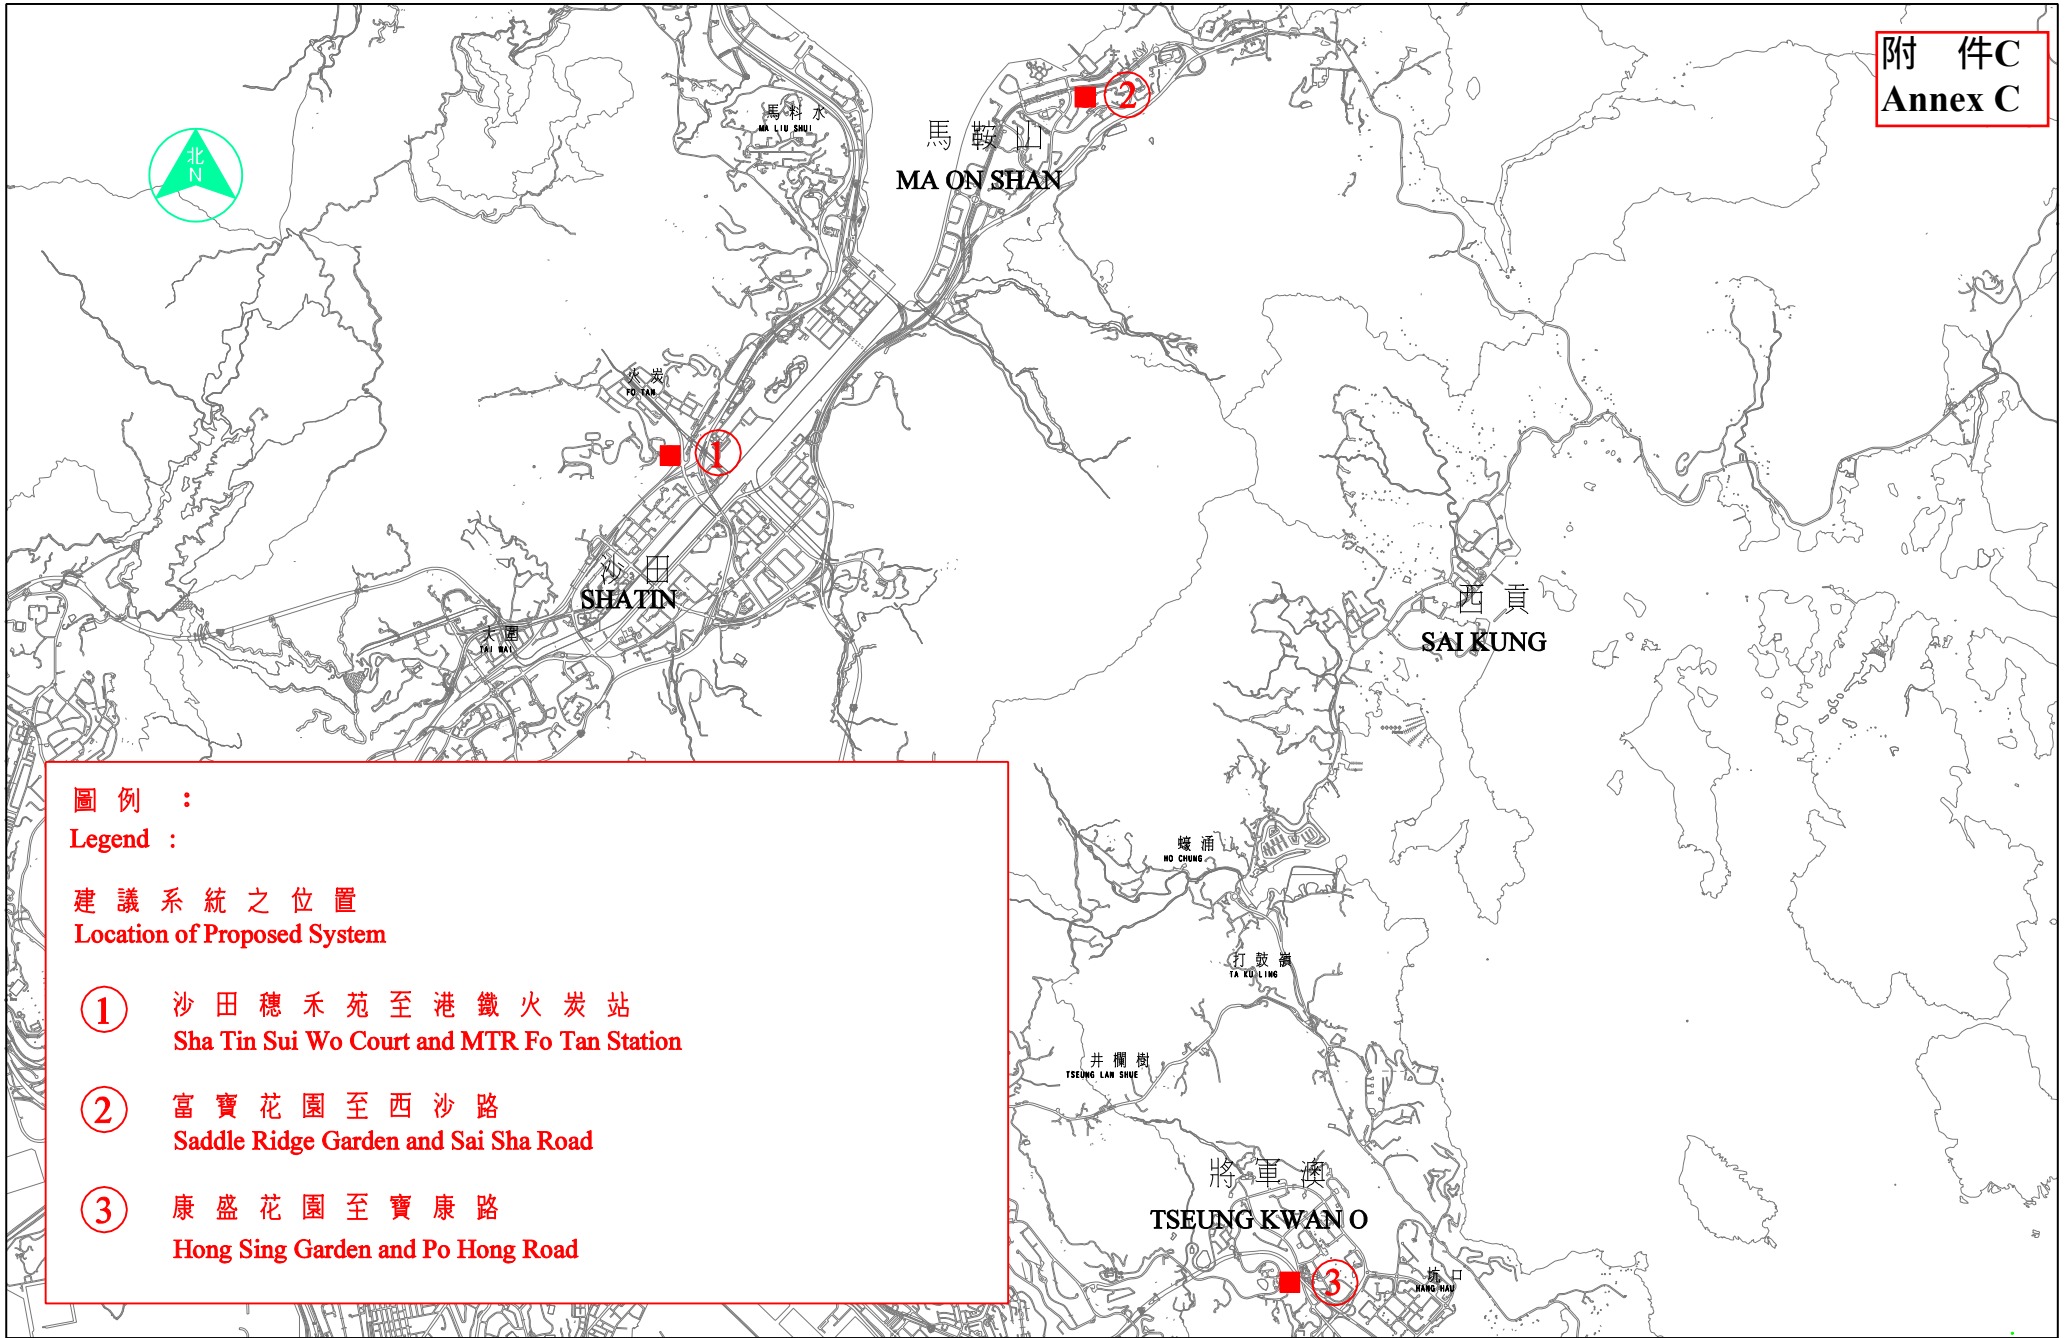 附 件C
Annex C
北
N
馬料水
MA LIU SHUI
馬鞍山
MA ON SHAN
火炭
FO TAN
沙田
SHATIN
大圍
TAI WAI
西貢
SAI KUNG
蠔涌
HO CHUNG
打鼓嶺
TA KU LING
井欄樹
TSEUNG LAN SHUE
將軍澳
TSEUNG KWAN O
坑口
HANG HAU
1
2
3
圖例 :
Legend :
建議系統之位置
Location of Proposed System
1 沙田穗禾苑至港鐵火炭站
Sha Tin Sui Wo Court and MTR Fo Tan Station
2 富寶花園至西沙路
Saddle Ridge Garden and Sai Sha Road
3 康盛花園至寶康路
Hong Sing Garden and Po Hong Road